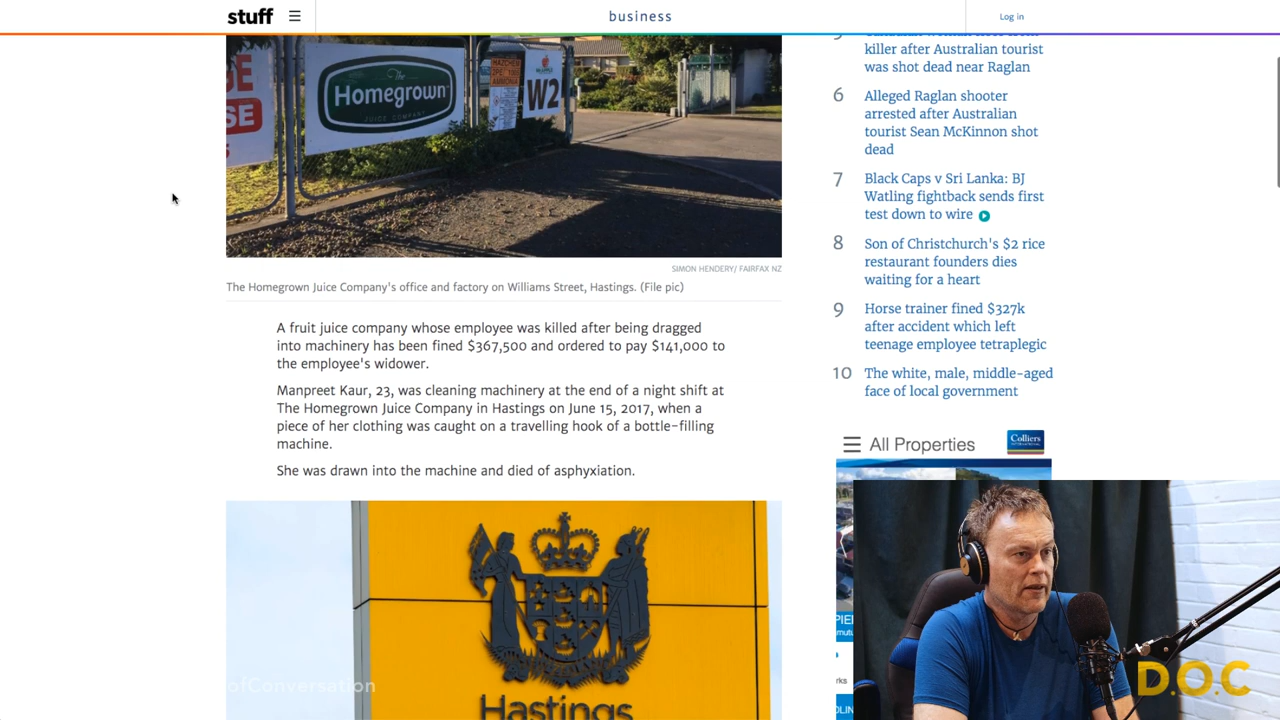 stuff
business
Log in
The
Homegrown
JUICE COMPANY
W2
SIMON HENDERY/ FAIRFAX NZ
The Homegrown Juice Company's office and factory on Williams Street, Hastings. (File pic)
A fruit juice company whose employee was killed after being dragged
into machinery has been fined $367,500 and ordered to pay $141,000 to
the employee's widower.
Manpreet Kaur, 23, was cleaning machinery at the end of a night shift at
The Homegrown Juice Company in Hastings on June 15, 2017, when a
piece of her clothing was caught on a travelling hook of a bottle-filling
machine.
She was drawn into the machine and died of asphyxiation.
Hastings
ofConversation
killer after Australian tourist
was shot dead near Raglan
6 Alleged Raglan shooter
arrested after Australian
tourist Sean McKinnon shot
dead
7 Black Caps v Sri Lanka: BJ
Watling fightback sends first
test down to wire
8 Son of Christchurch's $2 rice
restaurant founders dies
waiting for a heart
9 Horse trainer fined $327k
after accident which left
teenage employee tetraplegic
10 The white, male, middle-aged
face of local government
All Properties
Colliers
D.O.C